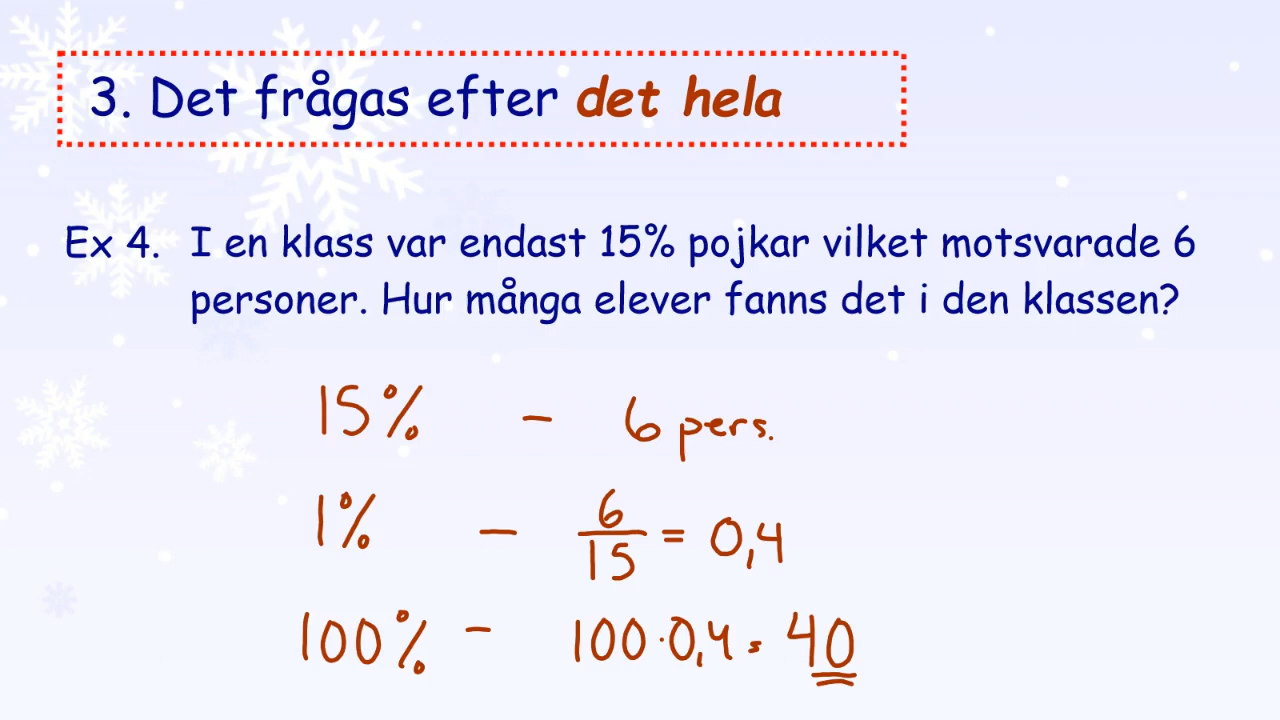 3. Det frågas efter det hela
Ex 4. I en klass var endast 15% pojkar vilket motsvarade 6
personer. Hur många elever fanns det i den klassen?
15% - 6 pers.
1% - 6/15 = 0,4
100% - 100·0,4 = 40